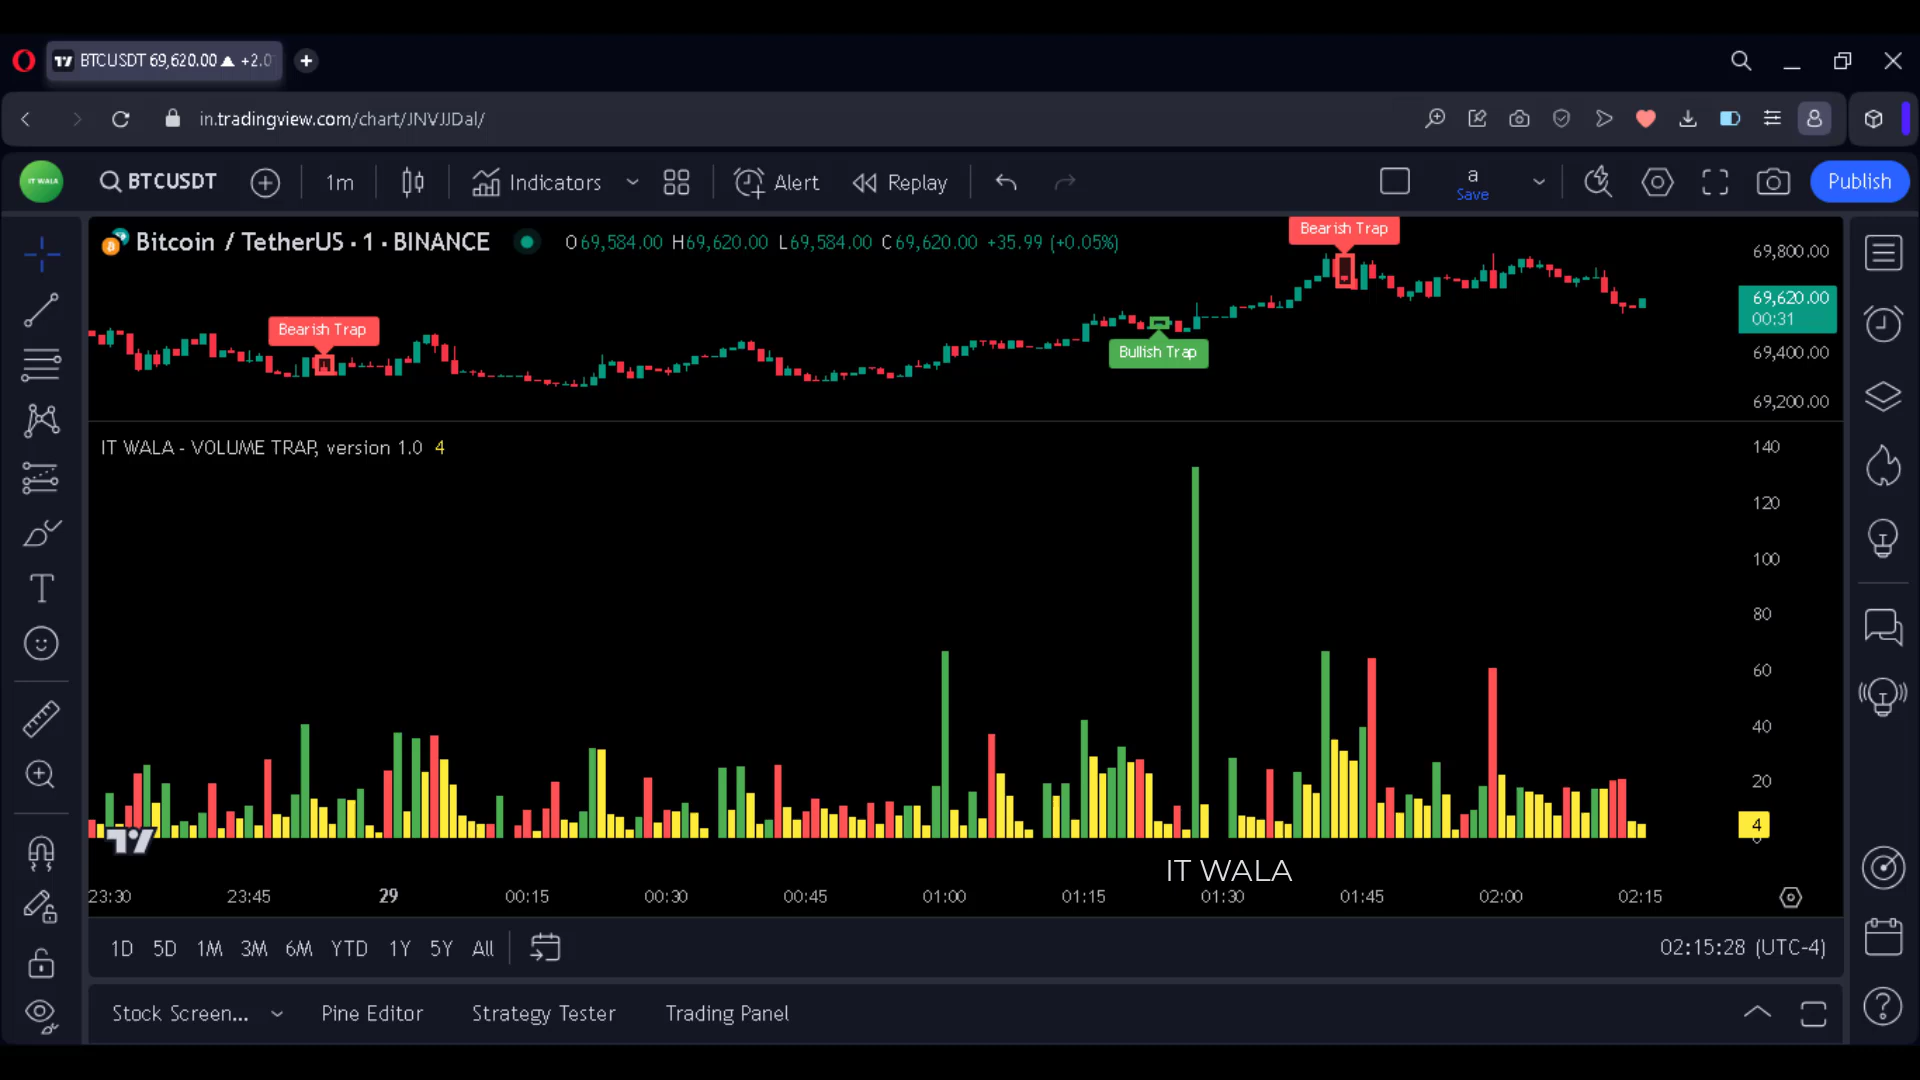 BTCUSDT 69,620.00 ▲ +2.0
in.tradingview.com/chart/JNVJJDal/
IT WALA
BTCUSDT
1m
Indicators
Alert
Replay
a
Save
Publish
Bitcoin / TetherUS · 1 · BINANCE
O69,584.00 H69,620.00 L69,584.00 C69,620.00 +35.99 (+0.05%)
Bearish Trap
Bearish Trap
Bullish Trap
69,800.00
69,620.00
00:31
69,400.00
69,200.00
IT WALA - VOLUME TRAP, version 1.0 4
140
120
100
80
60
40
20
4
0
IT WALA
23:30 23:45 29 00:15 00:30 00:45 01:00 01:15 01:30 01:45 02:00 02:15
1D 5D 1M 3M 6M YTD 1Y 5Y All
02:15:28 (UTC-4)
Stock Screen... Pine Editor Strategy Tester Trading Panel